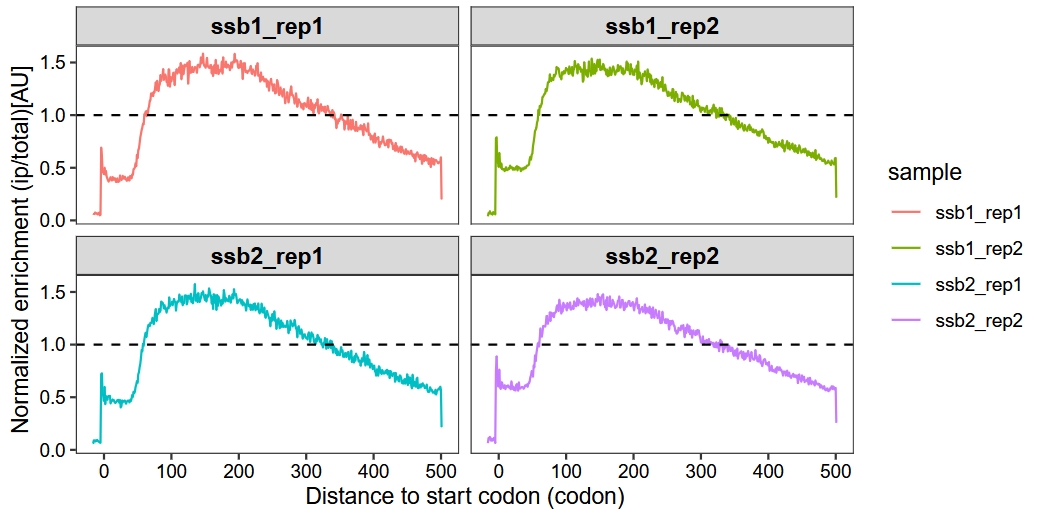 ssb1_rep1 ssb1_rep2
1.5
1.0
0.5
0.0
ssb2_rep1 ssb2_rep2
1.5
1.0
0.5
0.0
0 100 200 300 400 500 0 100 200 300 400 500
Distance to start codon (codon)
Normalized enrichment (ip/total)[AU]
sample
ssb1_rep1
ssb1_rep2
ssb2_rep1
ssb2_rep2